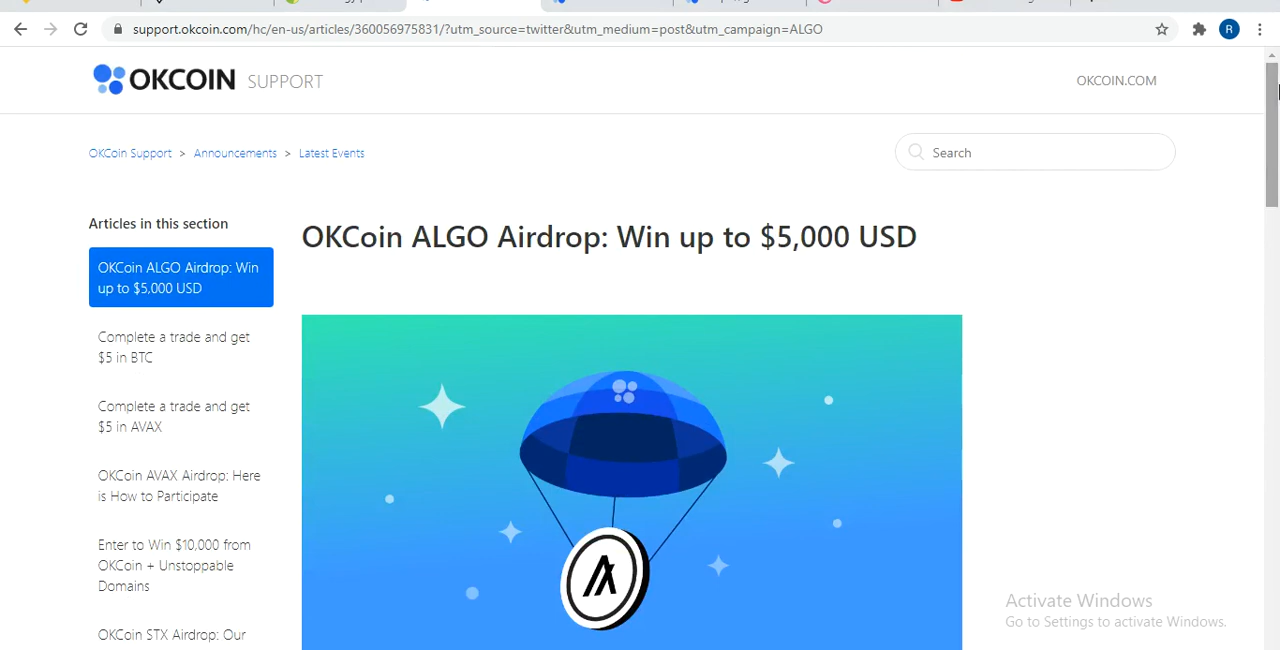 support.okcoin.com/hc/en-us/articles/360056975831/?utm_source=twitter&utm_medium=post&utm_campaign=ALGO
R
OKCOIN SUPPORT
OKCOIN.COM
OKCoin Support > Announcements > Latest Events
Search
Articles in this section
OKCoin ALGO Airdrop: Win
up to $5,000 USD
Complete a trade and get
$5 in BTC
Complete a trade and get
$5 in AVAX
OKCoin AVAX Airdrop: Here
is How to Participate
Enter to Win $10,000 from
OKCoin + Unstoppable
Domains
OKCoin STX Airdrop: Our
OKCoin ALGO Airdrop: Win up to $5,000 USD
Activate Windows
Go to Settings to activate Windows.